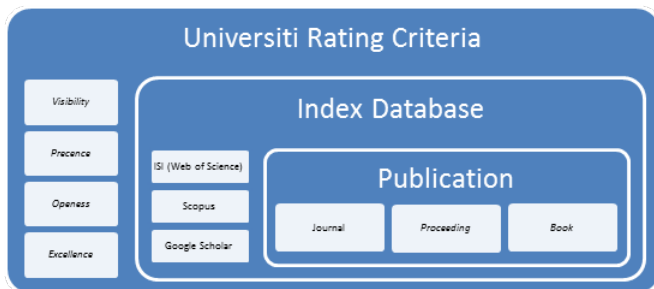 Universiti Rating Criteria
Visibility
Precence
Openess
Excellence
Index Database
ISI (Web of Science)
Scopus
Google Scholar
Publication
Journal
Proceeding
Book